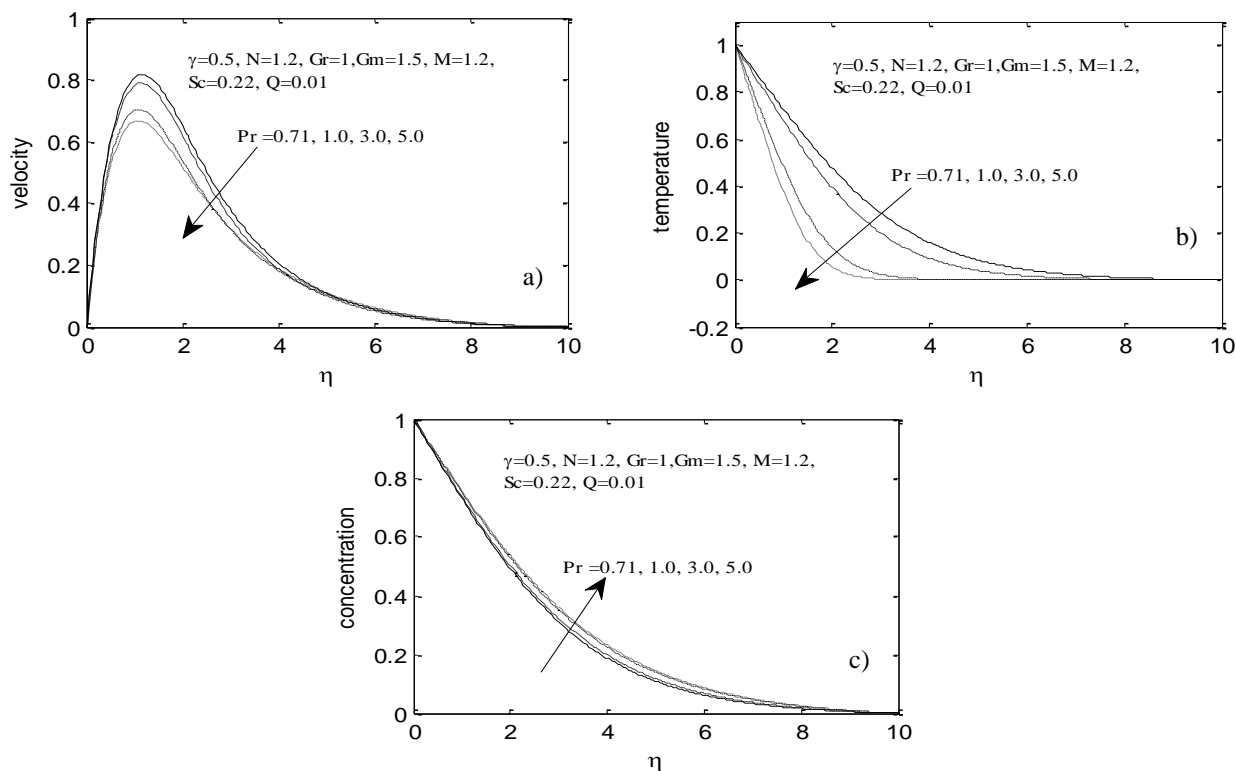 1
0.8
0.6
0.4
0.2
0
velocity
γ=0.5, N=1.2, Gr=1,Gm=1.5, M=1.2,
Sc=0.22, Q=0.01
Pr =0.71, 1.0, 3.0, 5.0
a)
0 2 4 6 8 10
η
1
0.8
0.6
0.4
0.2
0
-0.2
temperature
γ=0.5, N=1.2, Gr=1,Gm=1.5, M=1.2,
Sc=0.22, Q=0.01
Pr =0.71, 1.0, 3.0, 5.0
b)
0 2 4 6 8 10
η
1
0.8
0.6
0.4
0.2
0
concentration
γ=0.5, N=1.2, Gr=1,Gm=1.5, M=1.2,
Sc=0.22, Q=0.01
Pr =0.71, 1.0, 3.0, 5.0
c)
0 2 4 6 8 10
η